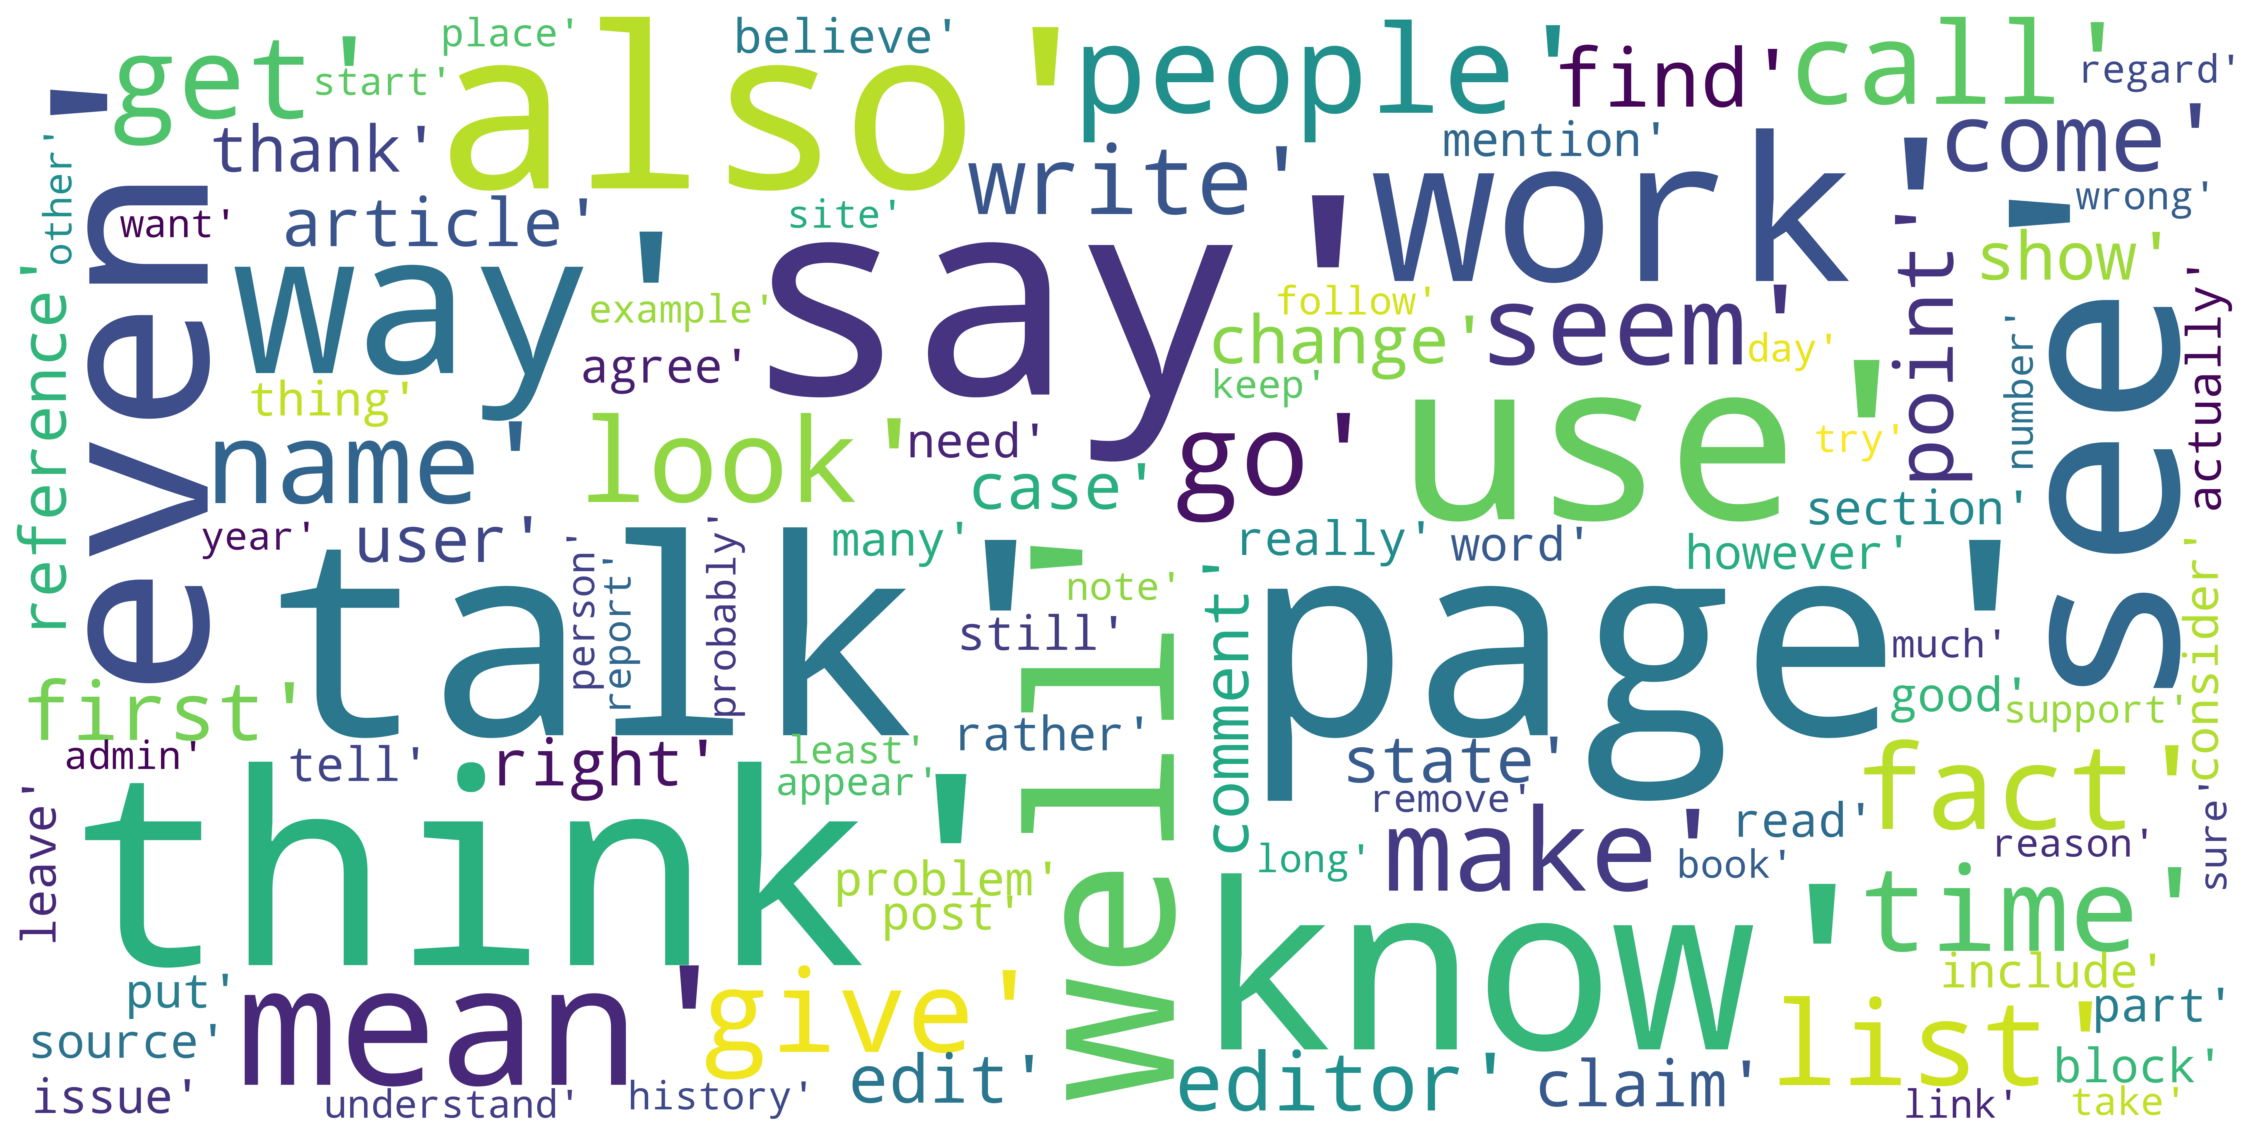 place'
believe'
also'
people'
find'
call'
regard'
get'
start'
thank'
mention'
come'
other'
want'
article'
site'
write'
work'
wrong'
even'
way'
say'
point'
show'
see'
reference'
example'
follow'
seem'
day'
number'
actually'
thing'
agree'
change'
keep'
use'
try'
name'
look'
need'
go'
case'
section'
year'
user'
many'
really'
word'
however'
talk'
person'
report'
probably'
note'
still'
well'
comment'
page'
much'
consider'
first'
good'
support'
admin'
tell'
right'
least'
appear'
rather'
state'
fact'
leave'
think'
remove'
make'
read'
reason'
sure'
problem'
post'
long'
book'
know'
time'
put'
mean'
give'
include'
source'
edit'
editor'
claim'
list'
part'
block'
issue'
understand'
history'
link'
take'